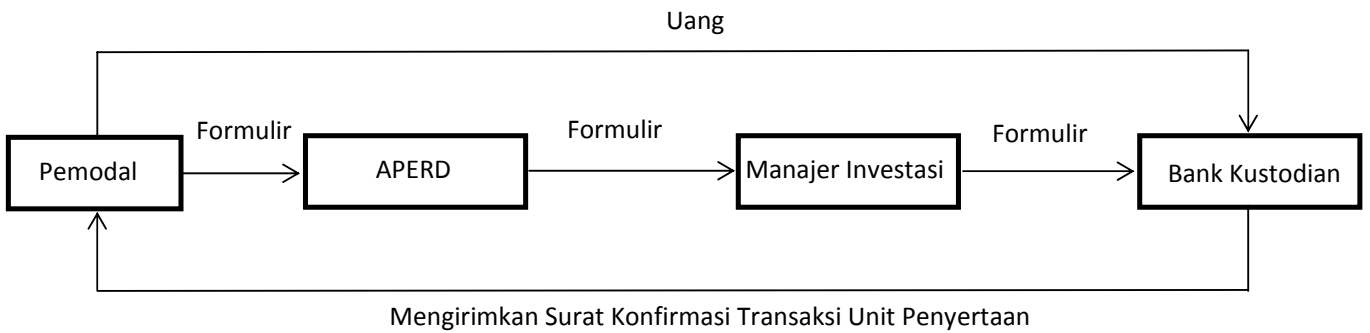 Uang
Formulir
Formulir
Formulir
Pemodal
APERD
Manajer Investasi
Bank Kustodian
Mengirimkan Surat Konfirmasi Transaksi Unit Penyertaan